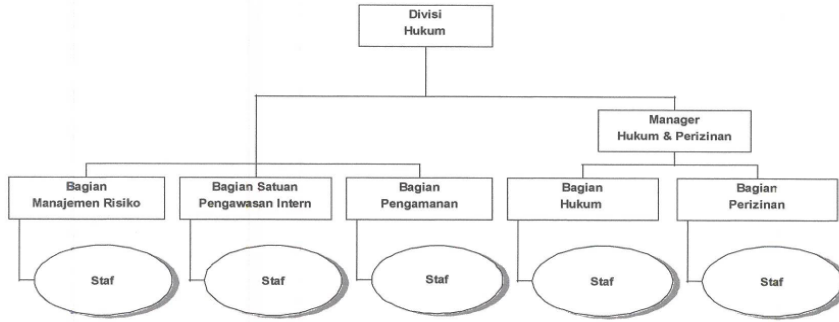 Divisi
Hukum
Manager
Hukum & Perizinan
Bagian
Manajemen Risiko
Bagian Satuan
Pengawasan Intern
Bagian
Pengamanan
Bagian
Hukum
Bagian
Perizinan
Staf
Staf
Staf
Staf
Staf